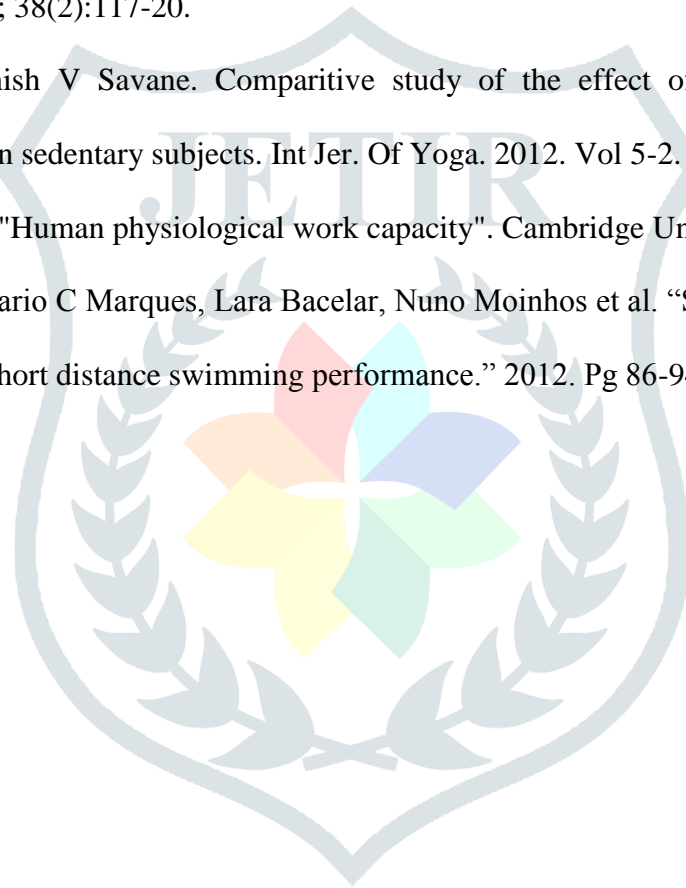 ; 38(2):117-20.
nish V Savane. Comparitive study of the effect of
n sedentary subjects. Int Jer. Of Yoga. 2012. Vol 5-2.
"Human physiological work capacity". Cambridge Un
ario C Marques, Lara Bacelar, Nuno Moinhos et al. “S
hort distance swimming performance.” 2012. Pg 86-9
JETIR